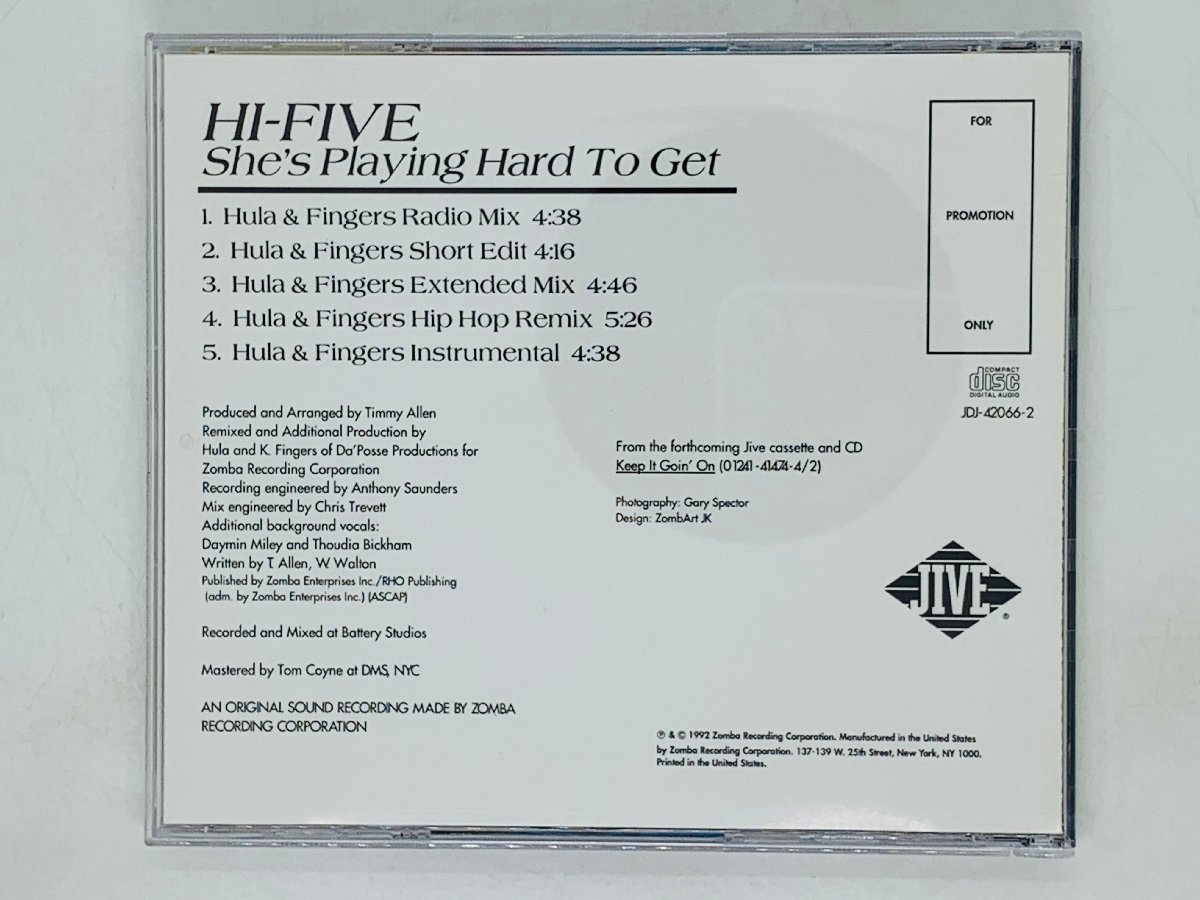 HI-FIVE
She's Playing Hard To Get
1. Hula & Fingers Radio Mix 4:38
2. Hula & Fingers Short Edit 4:16
3. Hula & Fingers Extended Mix 4:46
4. Hula & Fingers Hip Hop Remix 5:26
5. Hula & Fingers Instrumental 4:38
Produced and Arranged by Timmy Allen
Remixed and Additional Production by
Hula and K. Fingers of Da'Posse Productions for
Zomba Recording Corporation
Recording engineered by Anthony Saunders
Mix engineered by Chris Trevett
Additional background vocals:
Daymin Miley and Thoudia Bickham
Written by T. Allen, W. Walton
Published by Zomba Enterprises Inc./RHO Publishing
(adm. by Zomba Enterprises Inc.) (ASCAP)
Recorded and Mixed at Battery Studios
Mastered by Tom Coyne at DMS, NYC
AN ORIGINAL SOUND RECORDING MADE BY ZOMBA
RECORDING CORPORATION
From the forthcoming Jive cassette and CD
Keep It Goin' On (01241-41474-4/2)
Photography: Gary Spector
Design: ZombArt JK
FOR
PROMOTION
ONLY
COMPACT
disc
DIGITAL AUDIO
JDJ-42066-2
JIVE®
℗ & © 1992 Zomba Recording Corporation. Manufactured in the United States
by Zomba Recording Corporation. 137-139 W. 25th Street, New York, NY 1000.
Printed in the United States.